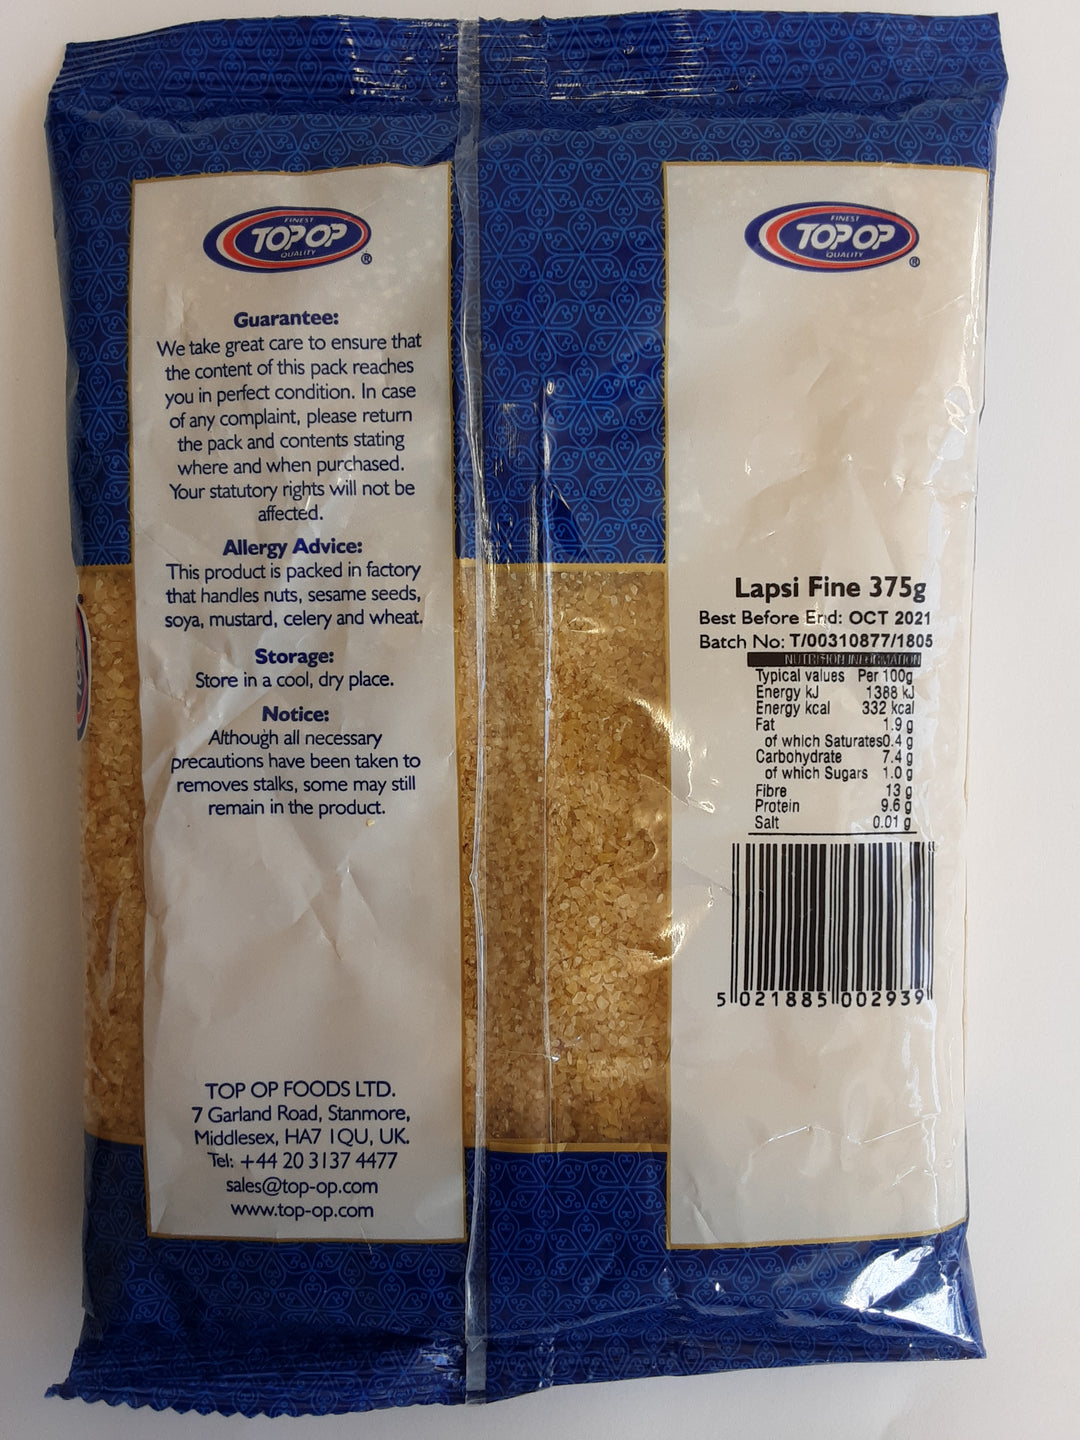 FINEST
TOP OP
QUALITY
®
Guarantee:
We take great care to ensure that
the content of this pack reaches
you in perfect condition. In case
of any complaint, please return
the pack and contents stating
where and when purchased.
Your statutory rights will not be
affected.
Allergy Advice:
This product is packed in factory
that handles nuts, sesame seeds,
soya, mustard, celery and wheat.
Storage:
Store in a cool, dry place.
Notice:
Although all necessary
precautions have been taken to
removes stalks, some may still
remain in the product.
TOP OP FOODS LTD.
7 Garland Road, Stanmore,
Middlesex, HA7 1QU, UK.
Tel: +44 20 3137 4477
sales@top-op.com
www.top-op.com
FINEST
TOP OP
QUALITY
®
Lapsi Fine 375g
Best Before End: OCT 2021
Batch No: T/00310877/1805
NUTRITION INFORMATION
Typical values Per 100g
Energy kJ 1388 kJ
Energy kcal 332 kcal
Fat 1.9 g
of which Saturates0.4 g
Carbohydrate 7.4 g
of which Sugars 1.0 g
Fibre 13 g
Protein 9.6 g
Salt 0.01 g
5 021885 002939